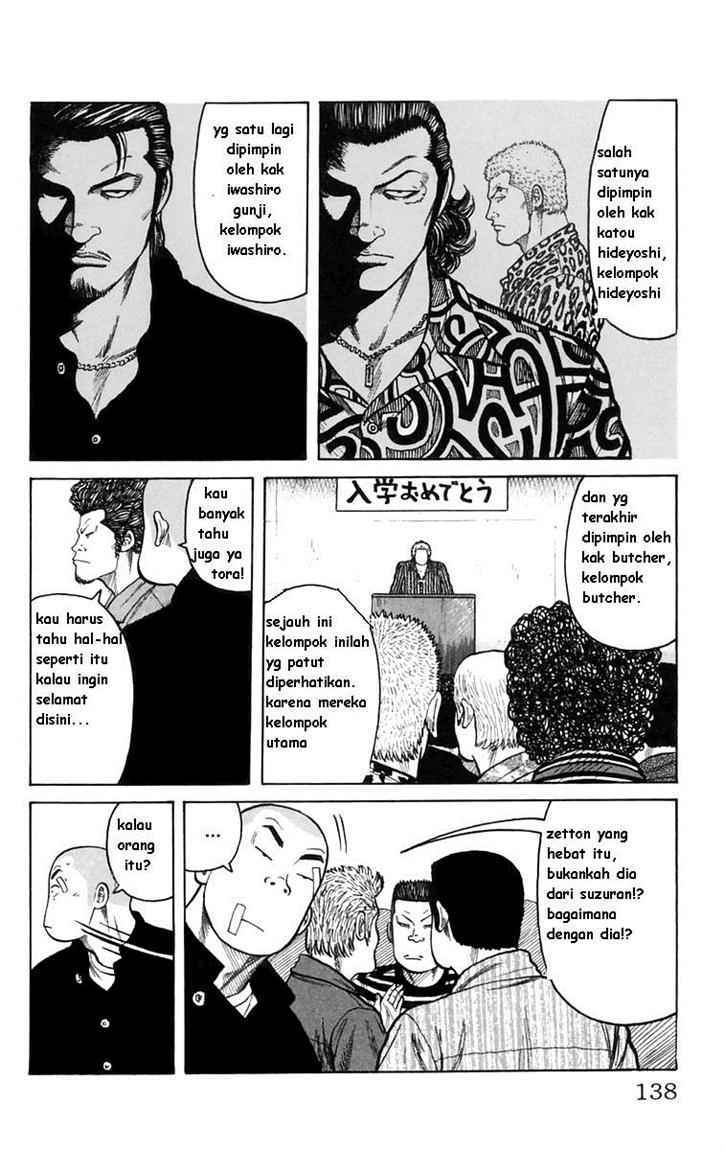 salah
satunya
dipimpin
oleh kak
katou
hideyoshi,
kelompok
hideyoshi
yg satu lagi
dipimpin
oleh kak
iwashiro
gunji,
kelompok
iwashiro.
入学おめでとう
dan yg
terakhir
dipimpin oleh
kak butcher,
kelompok
butcher.
sejauh ini
kelompok inilah
yg patut
diperhatikan.
karena mereka
kelompok
utama
kau
banyak
tahu
juga ya
tora!
kau harus
tahu hal-hal
seperti itu
kalau ingin
selamat
disini...
zetton yang
hebat itu,
bukankah dia
dari suzuran!?
bagaimana
dengan dia!?
...
kalau
orang
itu?
138